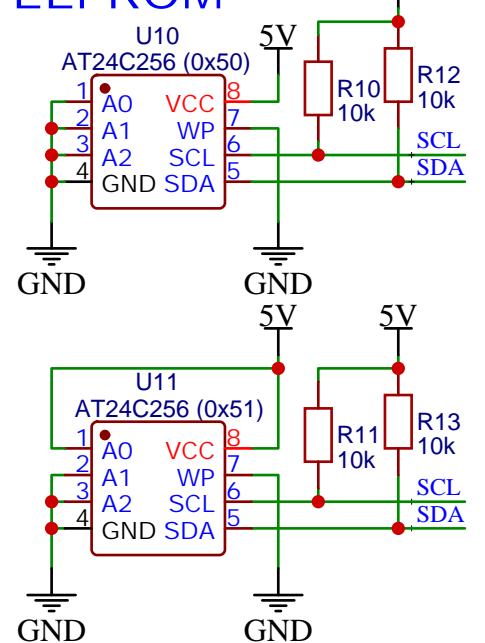 EEPROM
U10
AT24C256 (0x50)
5V
1 A0 VCC 8
2 A1 WP 7
3 A2 SCL 6
4 GND SDA 5
R10
10k
R12
10k
SCL
SDA
GND
GND
5V
5V
U11
AT24C256 (0x51)
1 A0 VCC 8
2 A1 WP 7
3 A2 SCL 6
4 GND SDA 5
R11
10k
R13
10k
SCL
SDA
GND
GND